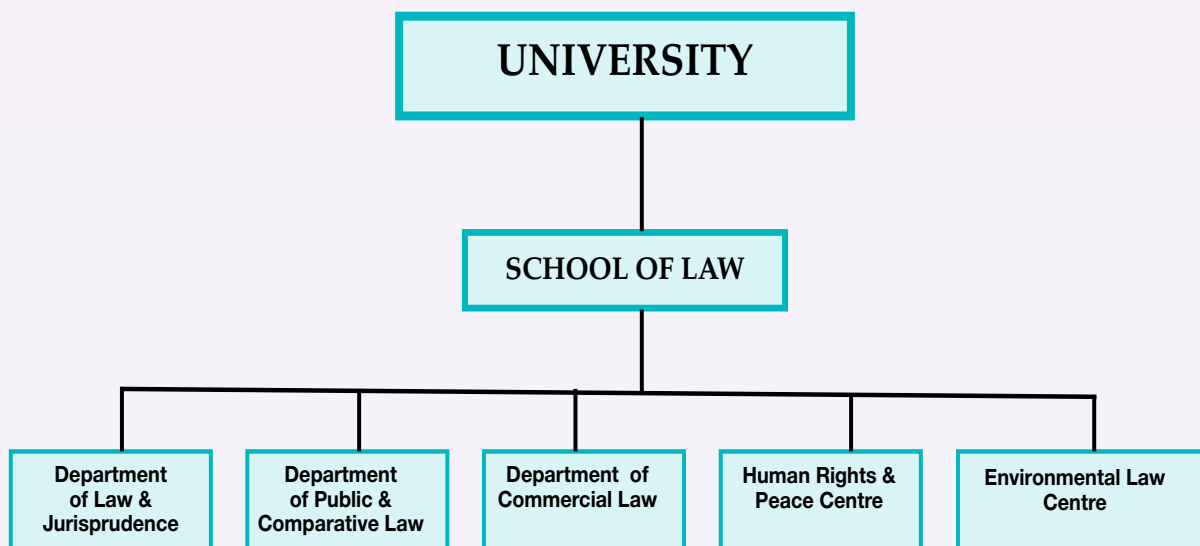 UNIVERSITY
SCHOOL OF LAW
Department
of Law &
Jurisprudence
Department
of Public &
Comparative Law
Department of
Commercial Law
Human Rights &
Peace Centre
Environmental Law
Centre